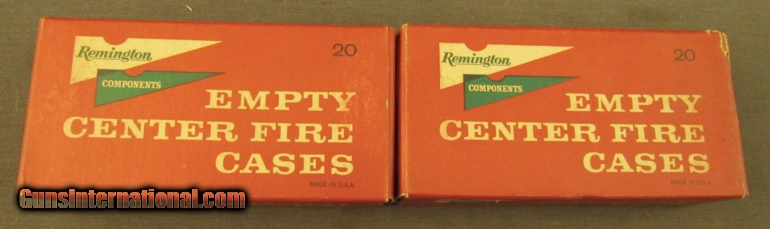 Remington
20
COMPONENTS
EMPTY
CENTER FIRE
CASES
MADE IN U.S.A.
Remington
20
COMPONENTS
EMPTY
CENTER FIRE
CASES
MADE IN U.S.A.
GunsInternational.com